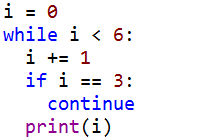 i = 0
while i < 6:
  i += 1
  if i == 3:
    continue
  print(i)